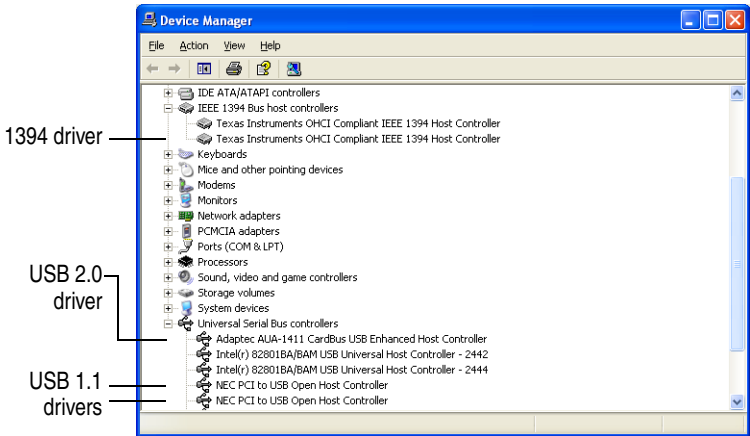 Device Manager
File Action View Help
IDE ATA/ATAPI controllers
IEEE 1394 Bus host controllers
Texas Instruments OHCI Compliant IEEE 1394 Host Controller
1394 driver
Texas Instruments OHCI Compliant IEEE 1394 Host Controller
Keyboards
Mice and other pointing devices
Modems
Monitors
Network adapters
PCMCIA adapters
Ports (COM & LPT)
Processors
Sound, video and game controllers
Storage volumes
System devices
Universal Serial Bus controllers
USB 2.0
driver
Adaptec AUA-1411 CardBus USB Enhanced Host Controller
Intel(r) 82801BA/BAM USB Universal Host Controller - 2442
Intel(r) 82801BA/BAM USB Universal Host Controller - 2444
USB 1.1
drivers
NEC PCI to USB Open Host Controller
NEC PCI to USB Open Host Controller